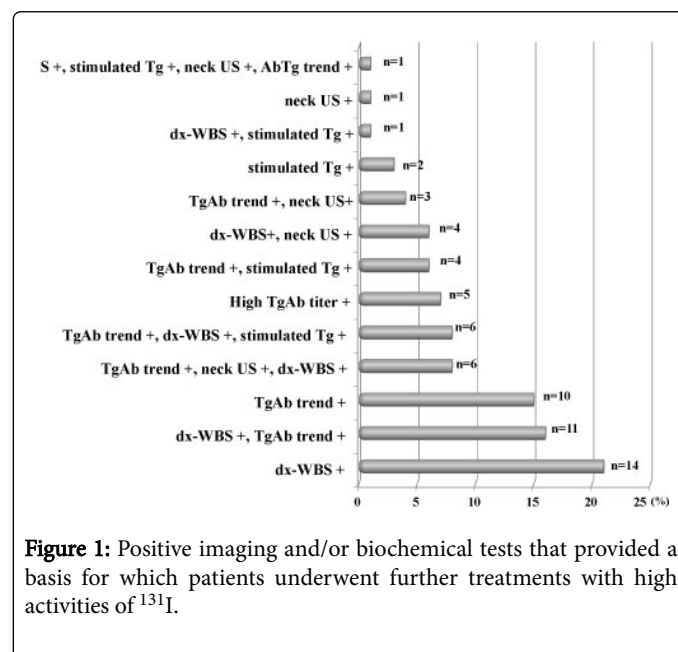 S +, stimulated Tg +, neck US +, AbTg trend + n=1
neck US + n=1
dx-WBS +, stimulated Tg + n=1
stimulated Tg + n=2
TgAb trend +, neck US+ n=3
dx-WBS+, neck US + n=4
TgAb trend +, stimulated Tg + n=4
High TgAb titer + n=5
TgAb trend +, dx-WBS +, stimulated Tg + n=6
TgAb trend +, neck US +, dx-WBS + n=6
TgAb trend + n=10
dx-WBS +, TgAb trend + n=11
dx-WBS + n=14
0 5 10 15 20 25 (%)
Figure 1: Positive imaging and/or biochemical tests that provided a
basis for which patients underwent further treatments with high
activities of ¹³¹I.